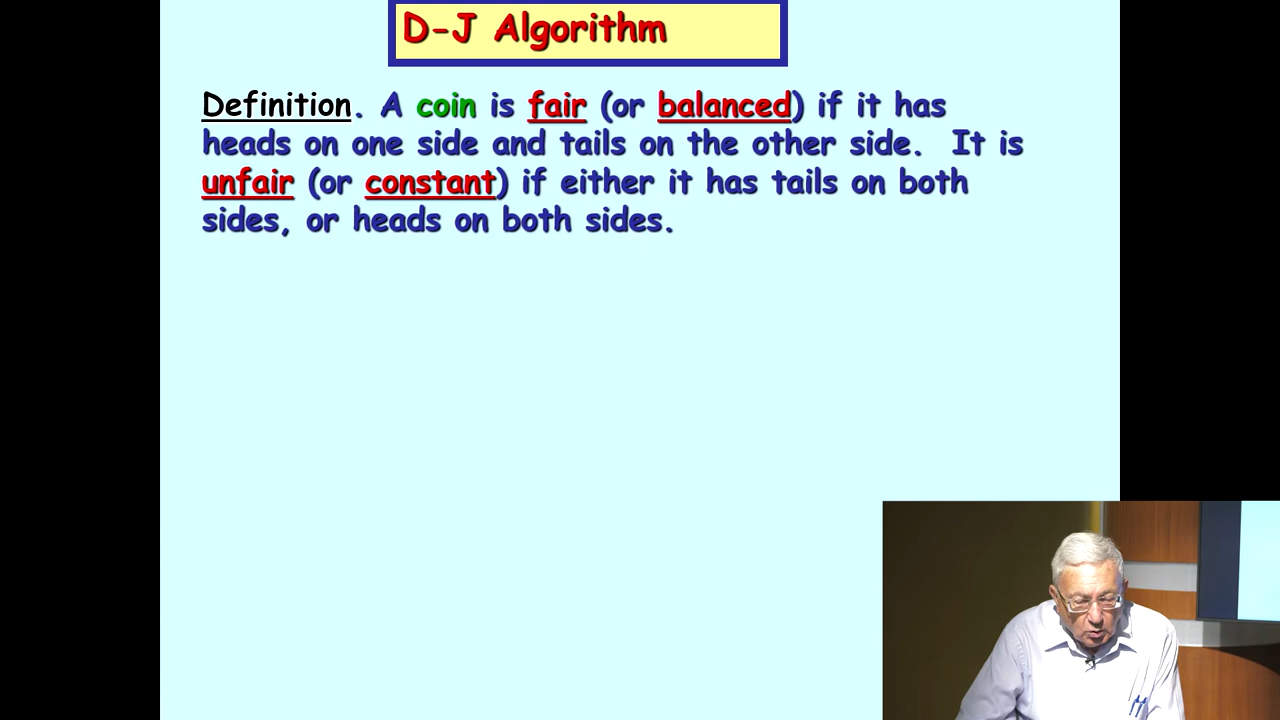 D-J Algorithm
Definition. A coin is fair (or balanced) if it has
heads on one side and tails on the other side. It is
unfair (or constant) if either it has tails on both
sides, or heads on both sides.